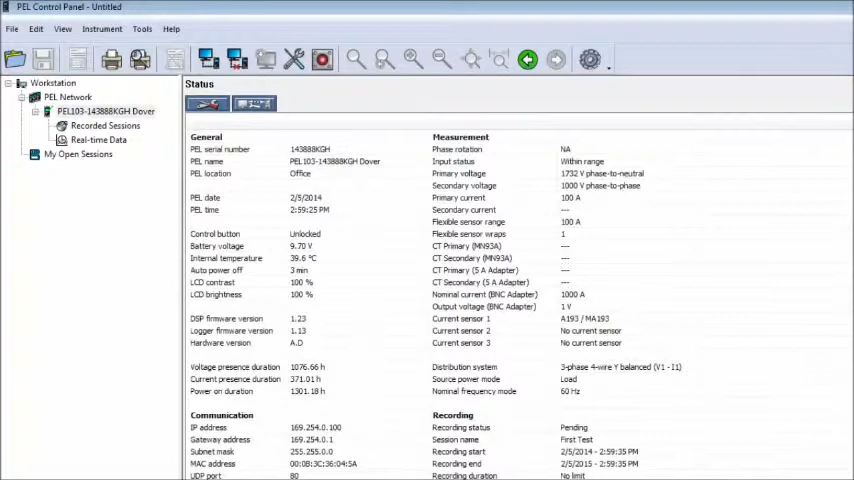 PEL Control Panel - Untitled
File Edit View Instrument Tools Help
Workstation
PEL Network
PEL103-143888KGH Dover
Recorded Sessions
Real-time Data
My Open Sessions
Status
General
PEL serial number 143888KGH
PEL name PEL103-143888KGH Dover
PEL location Office
PEL date 2/5/2014
PEL time 2:59:25 PM
Control button Unlocked
Battery voltage 9.70 V
Internal temperature 39.6 °C
Auto power off 3 min
LCD contrast 100 %
LCD brightness 100 %
DSP firmware version 1.23
Logger firmware version 1.13
Hardware version A.D
Voltage presence duration 1076.66 h
Current presence duration 371.01 h
Power on duration 1301.18 h
Communication
IP address 169.254.0.100
Gateway address 169.254.0.1
Subnet mask 255.255.0.0
MAC address 00:0B:3C:36:04:5A
UDP port 80
Measurement
Phase rotation NA
Input status Within range
Primary voltage 1732 V phase-to-neutral
Secondary voltage 1000 V phase-to-phase
Primary current 100 A
Secondary current ---
Flexible sensor range 100 A
Flexible sensor wraps 1
CT Primary (MN93A) ---
CT Secondary (MN93A) ---
CT Primary (5 A Adapter) ---
CT Secondary (5 A Adapter) ---
Nominal current (BNC Adapter) 1000 A
Output voltage (BNC Adapter) 1 V
Current sensor 1 A193 / MA193
Current sensor 2 No current sensor
Current sensor 3 No current sensor
Distribution system 3-phase 4-wire Y balanced (V1 - I1)
Source power mode Load
Nominal frequency mode 60 Hz
Recording
Recording status Pending
Session name First Test
Recording start 2/5/2014 - 2:59:35 PM
Recording end 2/5/2015 - 2:59:35 PM
Recording duration No limit